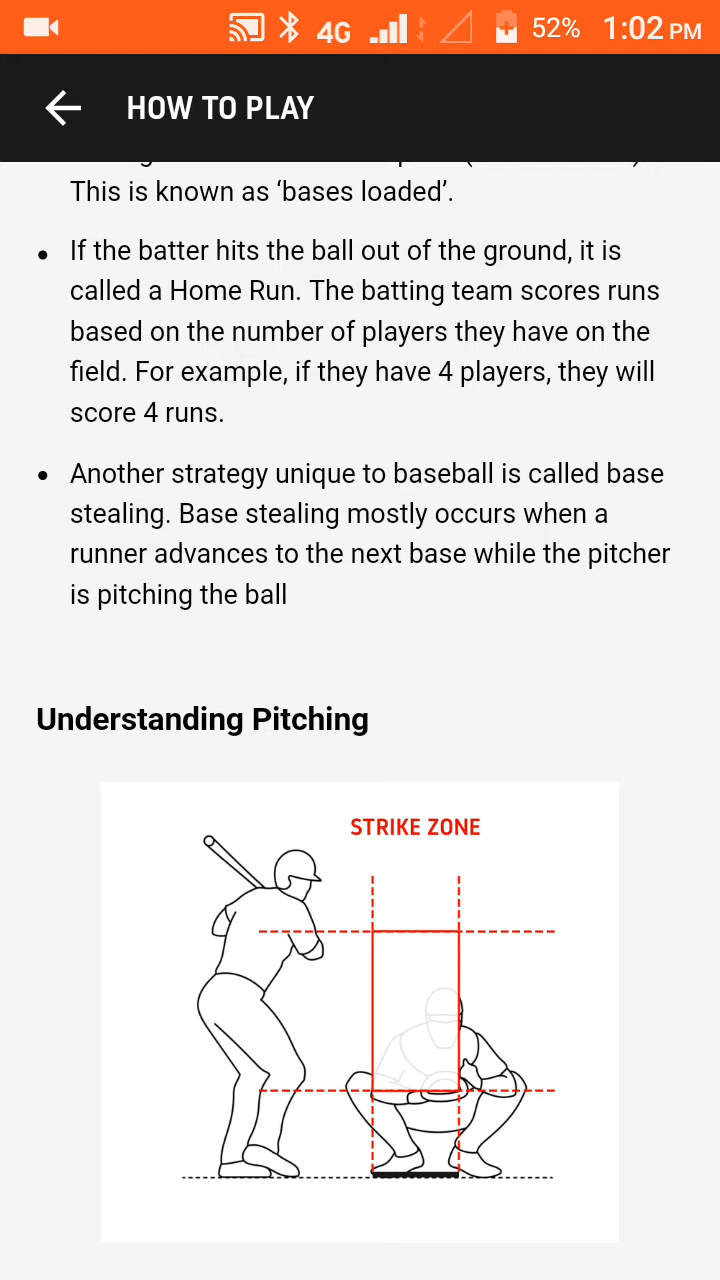 4G 52% 1:02 PM
HOW TO PLAY
This is known as ‘bases loaded’.
• If the batter hits the ball out of the ground, it is
called a Home Run. The batting team scores runs
based on the number of players they have on the
field. For example, if they have 4 players, they will
score 4 runs.
• Another strategy unique to baseball is called base
stealing. Base stealing mostly occurs when a
runner advances to the next base while the pitcher
is pitching the ball
Understanding Pitching
STRIKE ZONE